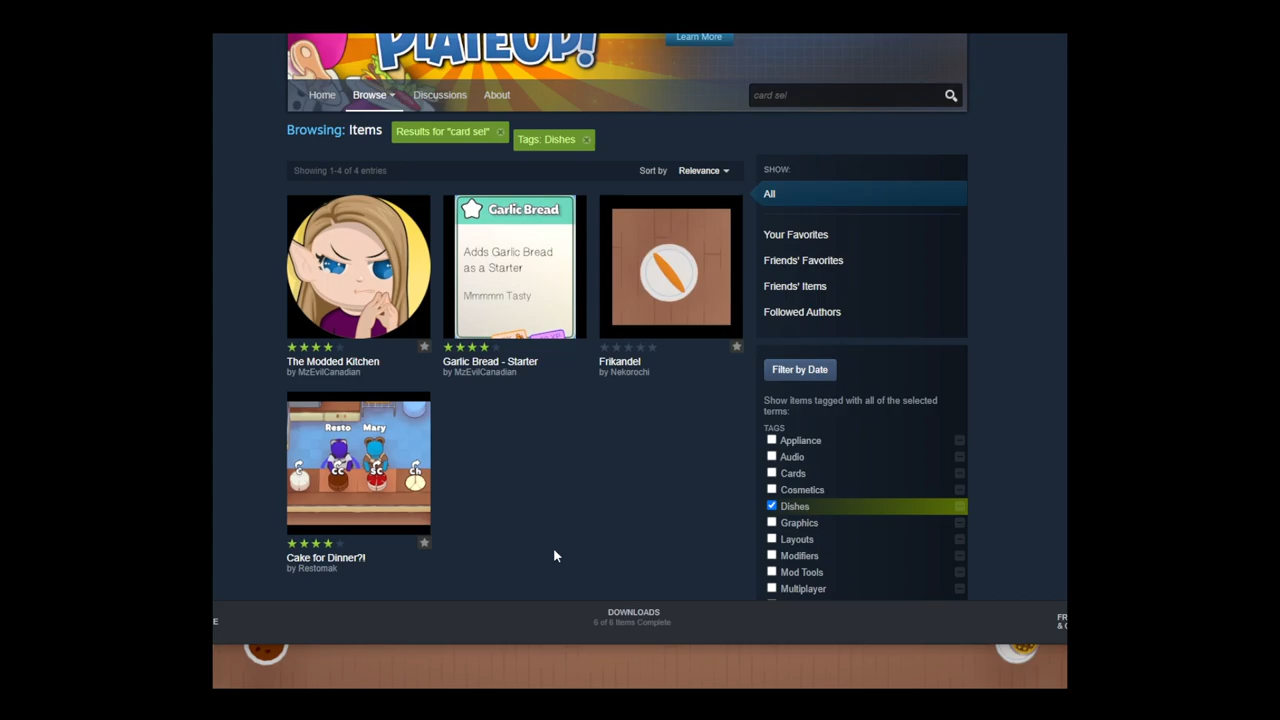 PLATEUP!
Learn More
Home Browse Discussions About card sel
Browsing: Items Results for "card sel" Tags: Dishes
Showing 1-4 of 4 entries Sort by Relevance
SHOW:
All
Your Favorites
Friends' Favorites
Friends' Items
Followed Authors
Garlic Bread
Adds Garlic Bread
as a Starter
Mmmmm Tasty
The Modded Kitchen
by MzEvilCanadian
Garlic Bread - Starter
by MzEvilCanadian
Frikandel
by Nekorochi
Resto Mary
C CC SC Ch
Cake for Dinner?!
by Restomak
Filter by Date
Show items tagged with all of the selected
terms:
TAGS
Appliance
Audio
Cards
Cosmetics
Dishes
Graphics
Layouts
Modifiers
Mod Tools
Multiplayer
DOWNLOADS
6 of 6 Items Complete
E
FR
& C